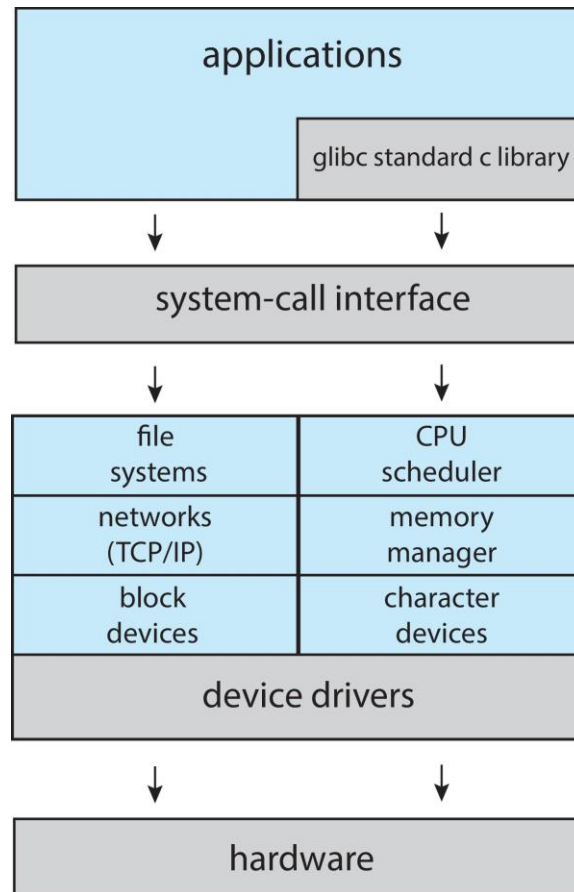 applications
glibc standard c library
system-call interface
file
systems
CPU
scheduler
networks
(TCP/IP)
memory
manager
block
devices
character
devices
device drivers
hardware